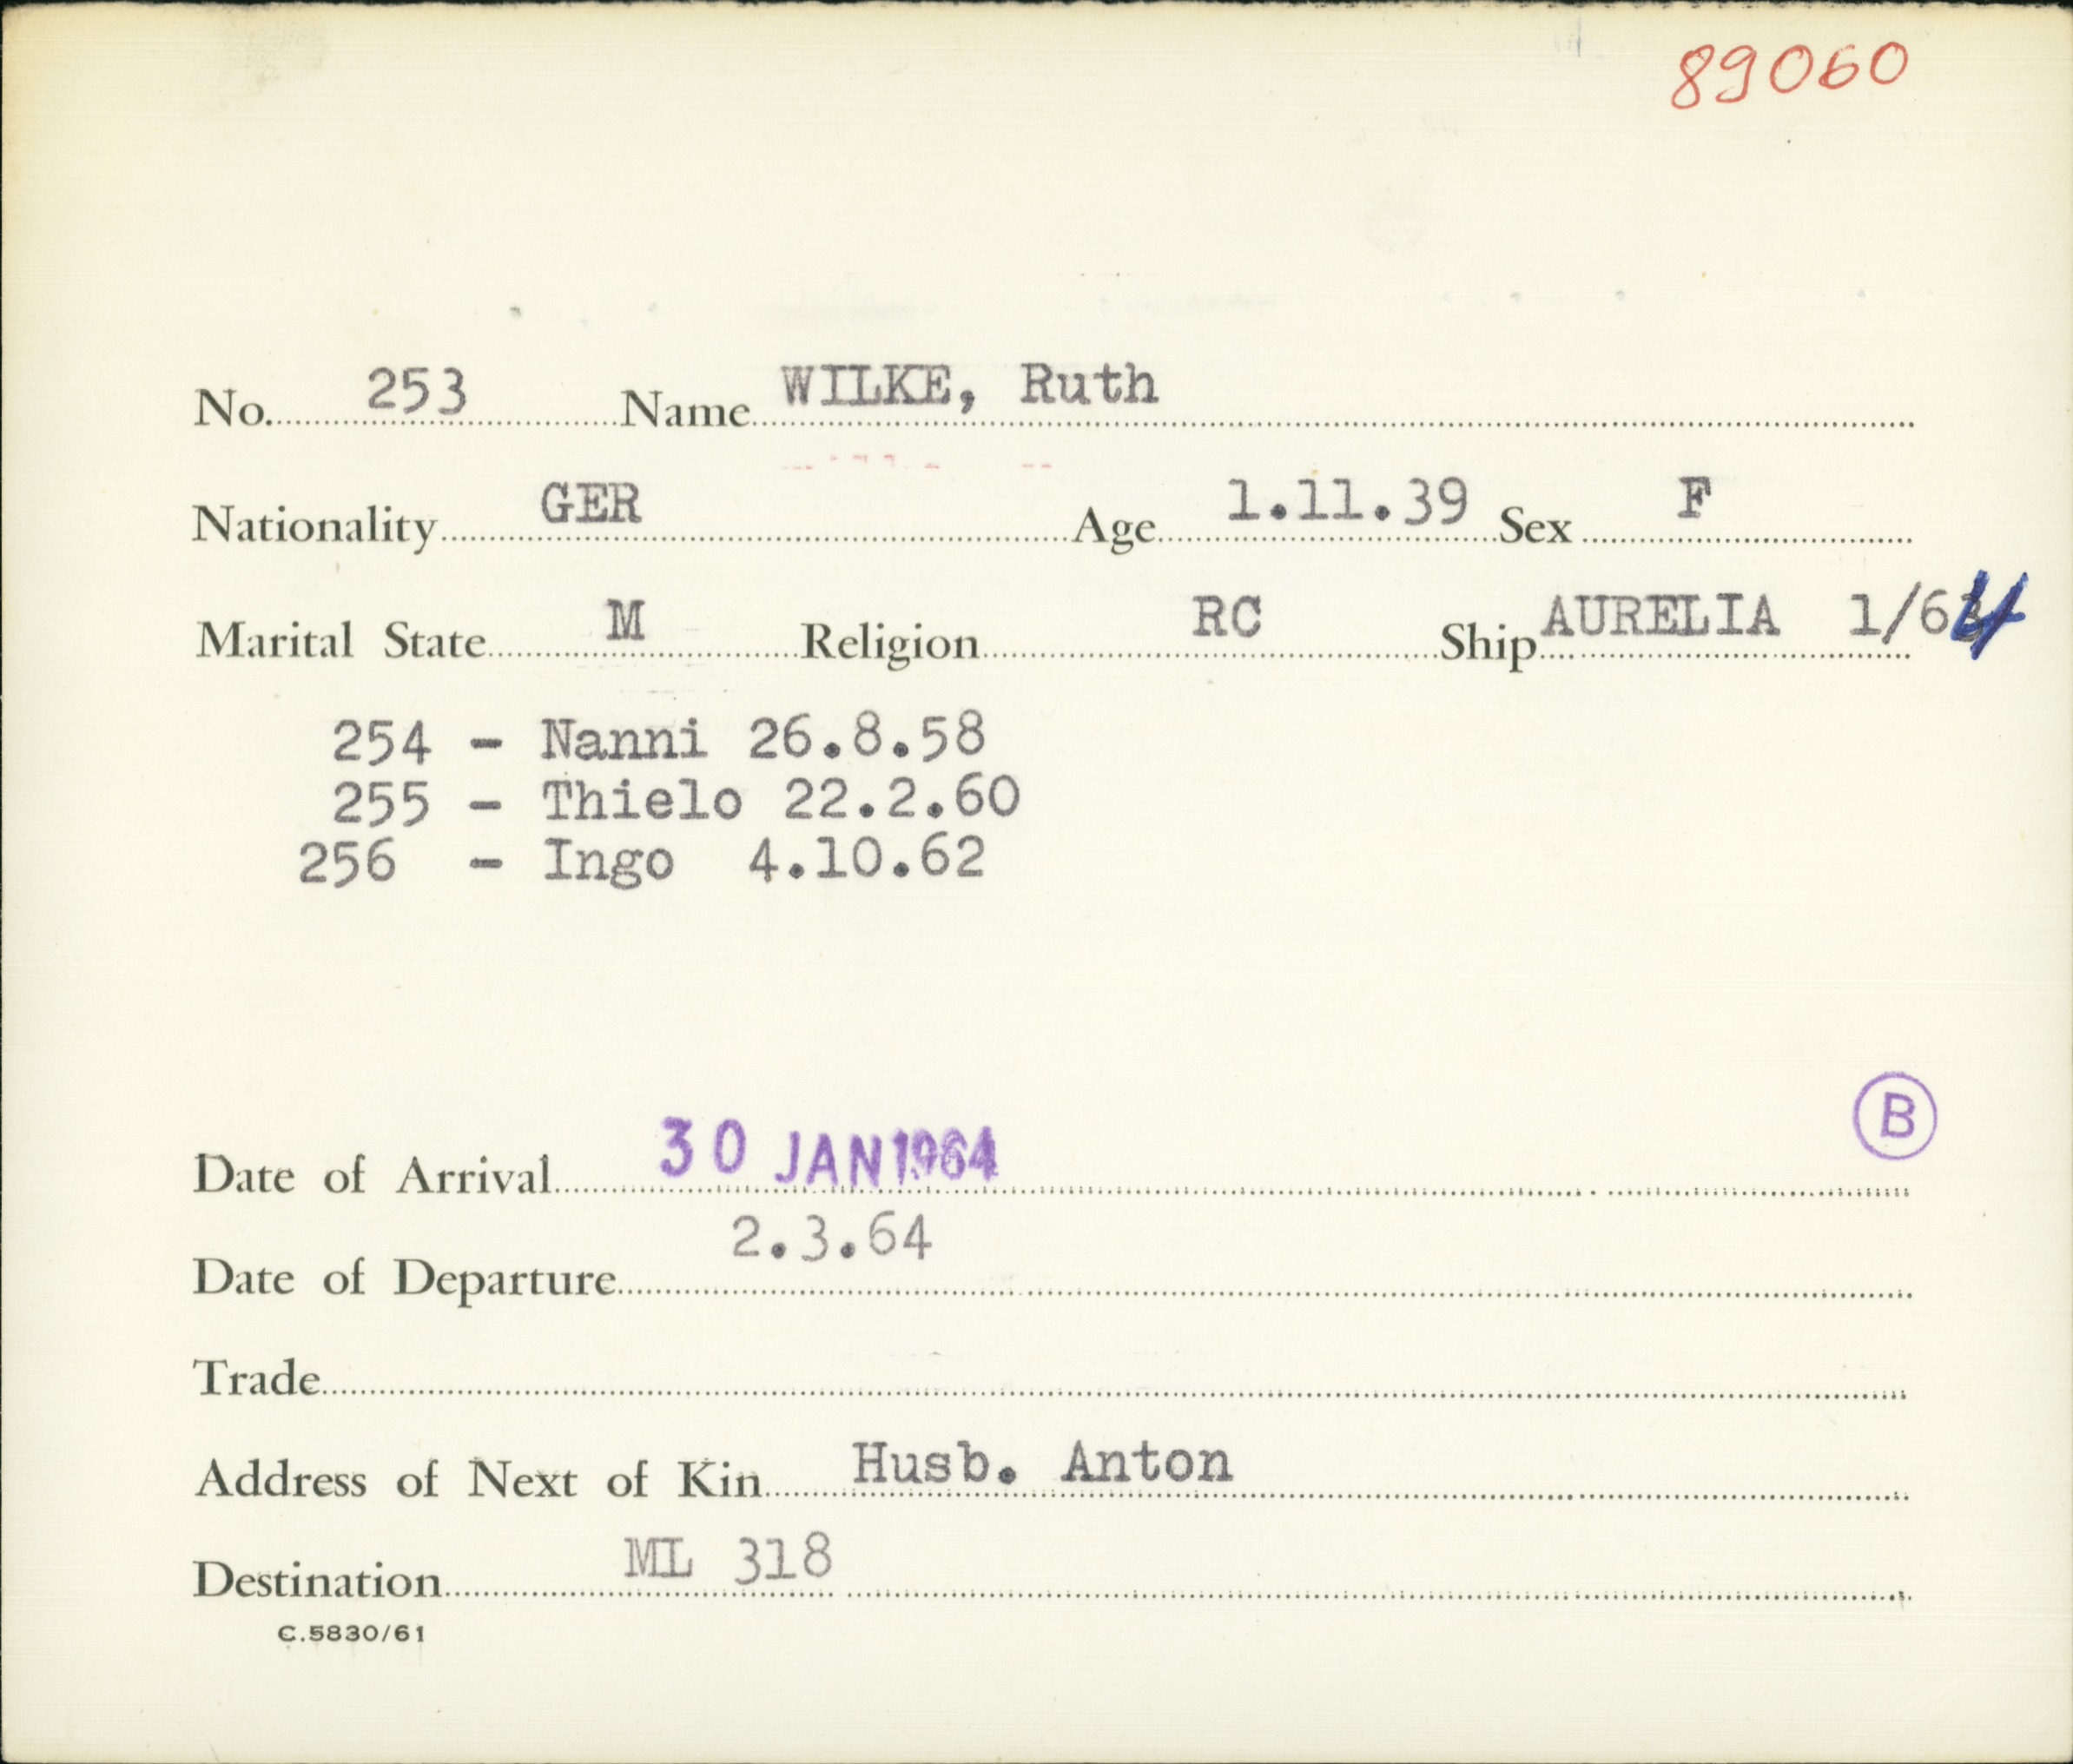 89060
No. 253 Name WILKE, Ruth
Nationality GER Age 1.11.39 Sex F
Marital State M Religion RC Ship AURELIA 1/64
254 - Nanni 26.8.58
255 - Thielo 22.2.60
256 - Ingo 4.10.62
B
Date of Arrival 30 JAN 1964
Date of Departure 2.3.64
Trade
Address of Next of Kin Husb. Anton
Destination ML 318
C.5830/61